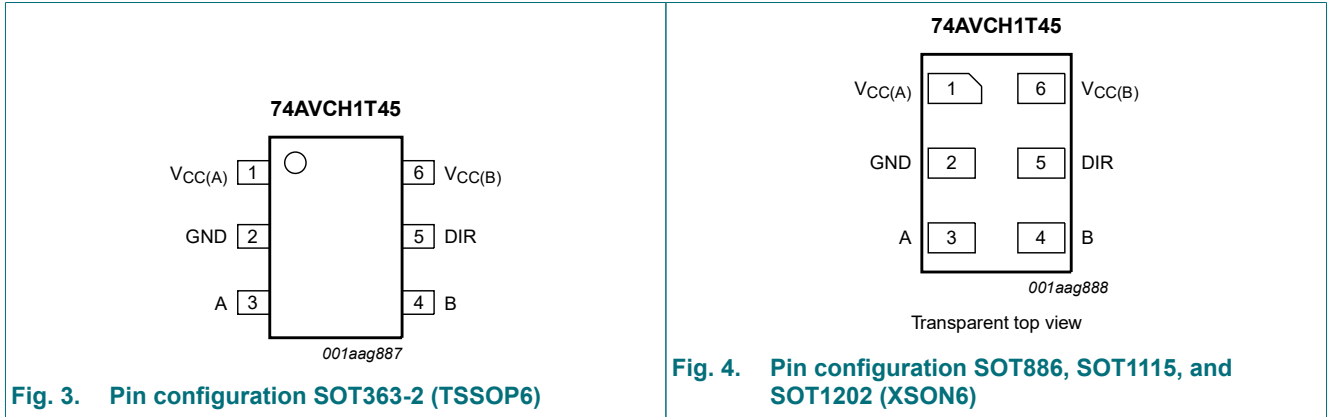 74AVCH1T45
VCC(A) 1
6 VCC(B)
GND 2
5 DIR
A 3
4 B
001aag887
Fig. 3. Pin configuration SOT363-2 (TSSOP6)
74AVCH1T45
VCC(A) 1
6 VCC(B)
GND 2
5 DIR
A 3
4 B
001aag888
Transparent top view
Fig. 4. Pin configuration SOT886, SOT1115, and
SOT1202 (XSON6)